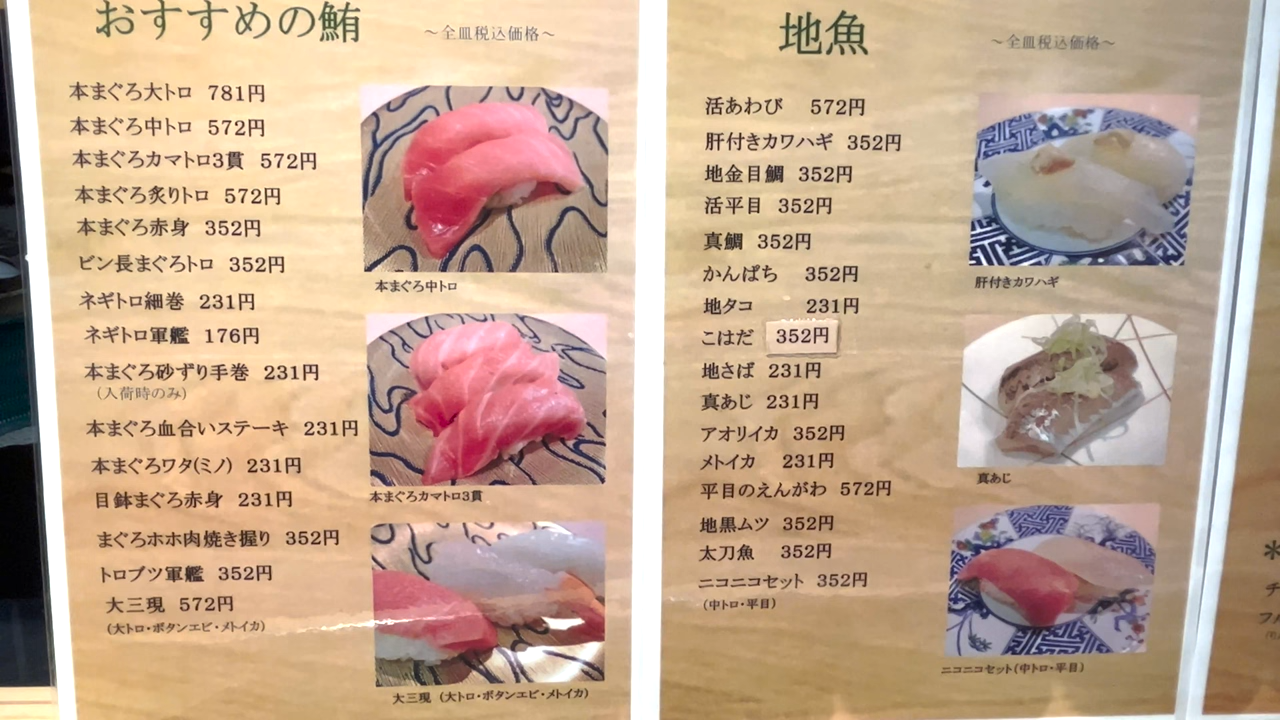 おすすめの鮪
～全皿税込価格～
本まぐろ大トロ 781円
本まぐろ中トロ 572円
本まぐろカマトロ3貫 572円
本まぐろ炙りトロ 572円
本まぐろ赤身 352円
ビン長まぐろトロ 352円
ネギトロ細巻 231円
ネギトロ軍艦 176円
本まぐろ砂ずり手巻 231円
(入荷時のみ)
本まぐろ血合いステーキ 231円
本まぐろワタ(ミノ) 231円
目鉢まぐろ赤身 231円
まぐろホホ肉焼き握り 352円
トロブツ軍艦 352円
大三現 572円
(大トロ・ボタンエビ・メトイカ)
本まぐろ中トロ
本まぐろカマトロ3貫
大三現 (大トロ・ボタンエビ・メトイカ)
地魚
～全皿税込価格～
活あわび 572円
肝付きカワハギ 352円
地金目鯛 352円
活平目 352円
真鯛 352円
かんぱち 352円
地タコ 231円
こはだ 352円
地さば 231円
真あじ 231円
アオリイカ 352円
メトイカ 231円
平目のえんがわ 572円
地黒ムツ 352円
太刀魚 352円
ニコニコセット 352円
(中トロ・平目)
肝付きカワハギ
真あじ
ニコニコセット(中トロ・平目)